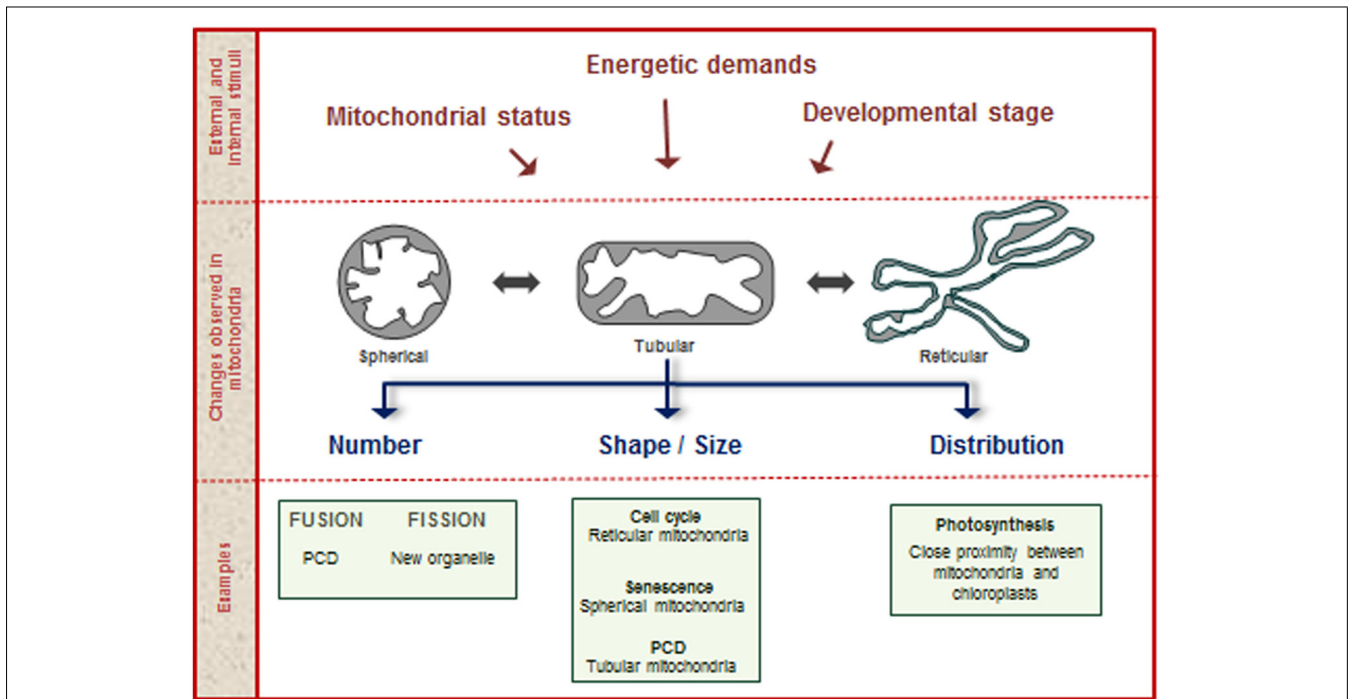 External and
Internal stimuli
Energetic demands
Mitochondrial status
Developmental stage
Changes observed in
mitochondria
Spherical
Tubular
Reticular
Number
Shape / Size
Distribution
Examples
FUSION FISSION
PCD New organelle
Cell cycle
Reticular mitochondria
Senescence
Spherical mitochondria
PCD
Tubular mitochondria
Photosynthesis
Close proximity between
mitochondria and
chloroplasts